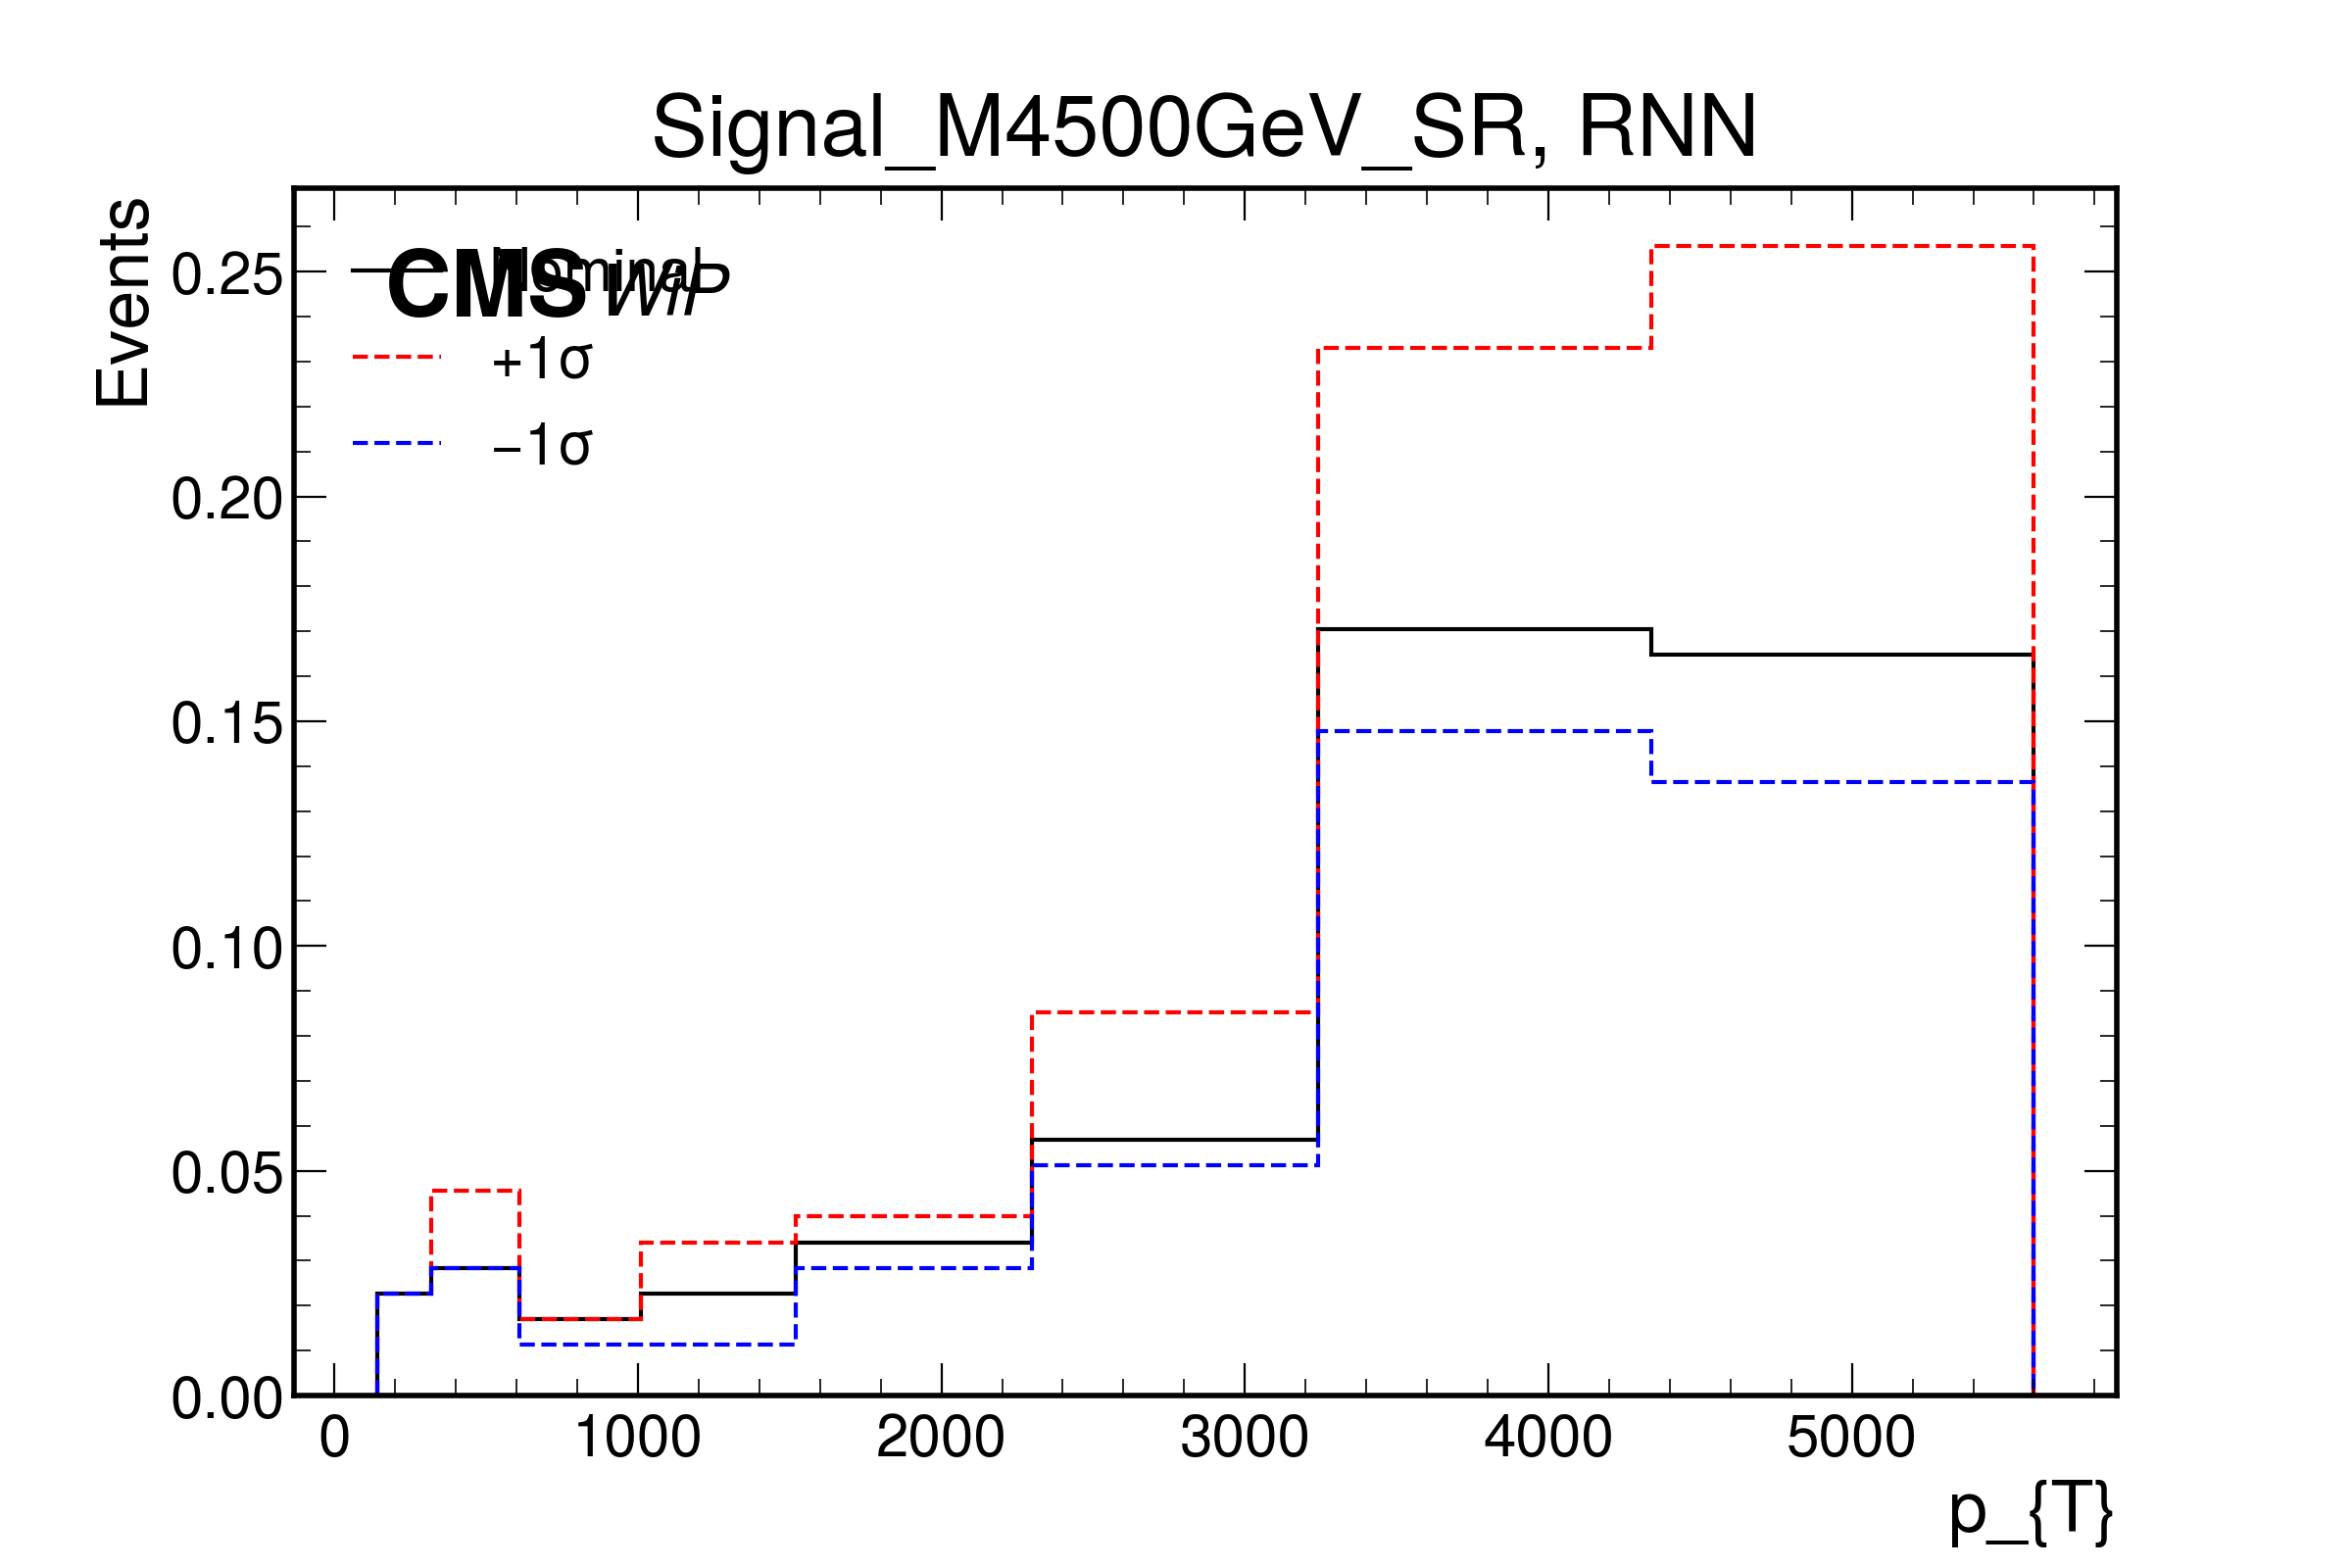 Signal_M4500GeV_SR, RNN
Events
CMS WiP
Nominal
+1σ
−1σ
0.25
0.20
0.15
0.10
0.05
0.00
0 1000 2000 3000 4000 5000
p_{T}